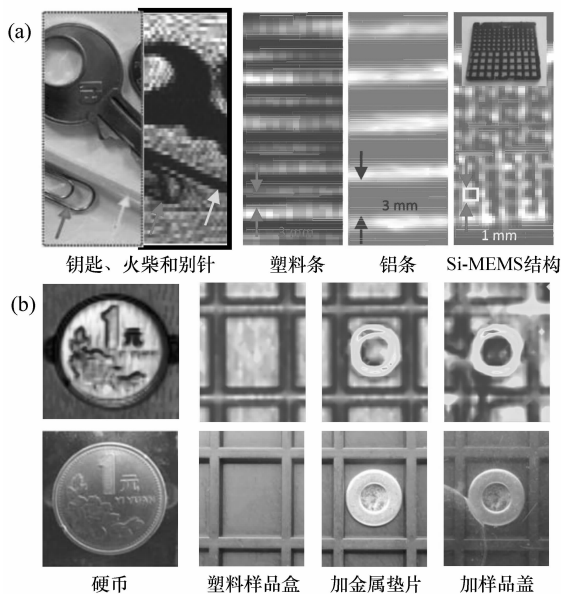 (a)
3 mm
1 mm
钥匙、火柴和别针
塑料条
铝条
Si-MEMS结构
(b)
1元
YI YUAN
1元
YI YUAN
硬币
塑料样品盒
加金属垫片
加样品盖